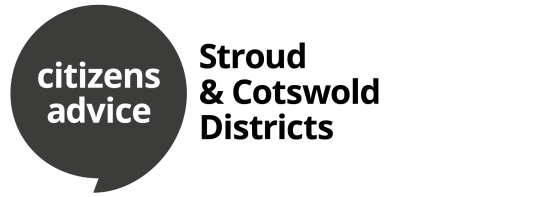 citizens
advice
Stroud
& Cotswold
Districts